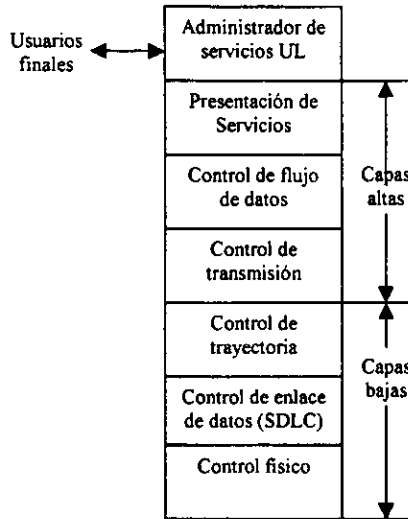 Usuarios
finales
Administrador de
servicios UL
Presentación de
Servicios
Control de flujo
de datos
Control de
transmisión
Capas
altas
Control de
trayectoria
Control de enlace
de datos (SDLC)
Control físico
Capas
bajas